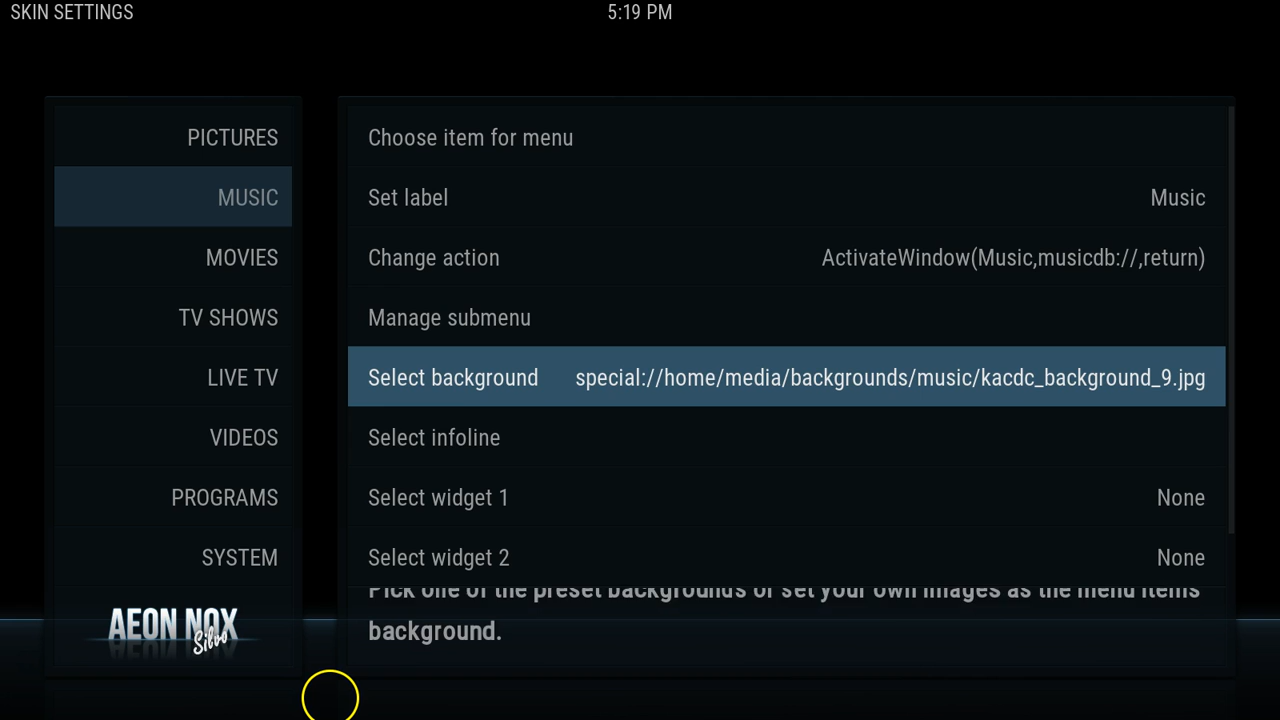 SKIN SETTINGS
5:19 PM
PICTURES
MUSIC
MOVIES
TV SHOWS
LIVE TV
VIDEOS
PROGRAMS
SYSTEM
AEON NOX
Silvo
Choose item for menu
Set label Music
Change action ActivateWindow(Music,musicdb://,return)
Manage submenu
Select background special://home/media/backgrounds/music/kacdc_background_9.jpg
Select infoline
Select widget 1 None
Select widget 2 None
Pick one of the preset backgrounds or set your own images as the menu items
background.